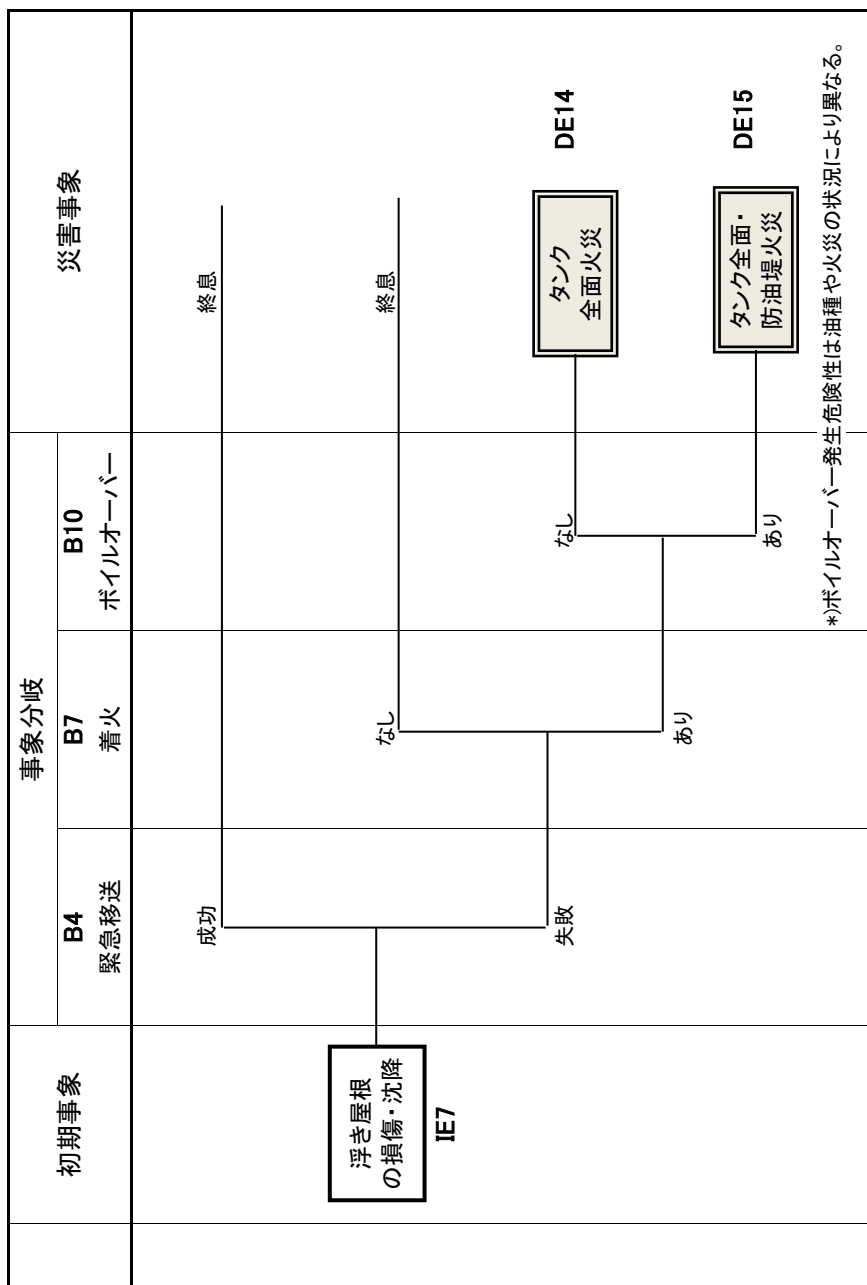 初期事象
事象分岐
災害事象
B4
緊急移送
B7
着火
B10
ボイルオーバー
成功
終息
なし
終息
浮き屋根
の損傷・沈降
IE7
失敗
あり
なし
タンク
全面火災
DE14
あり
タンク全面・
防油堤火災
DE15
*)ボイルオーバー発生危険性は油種や火災の状況により異なる。